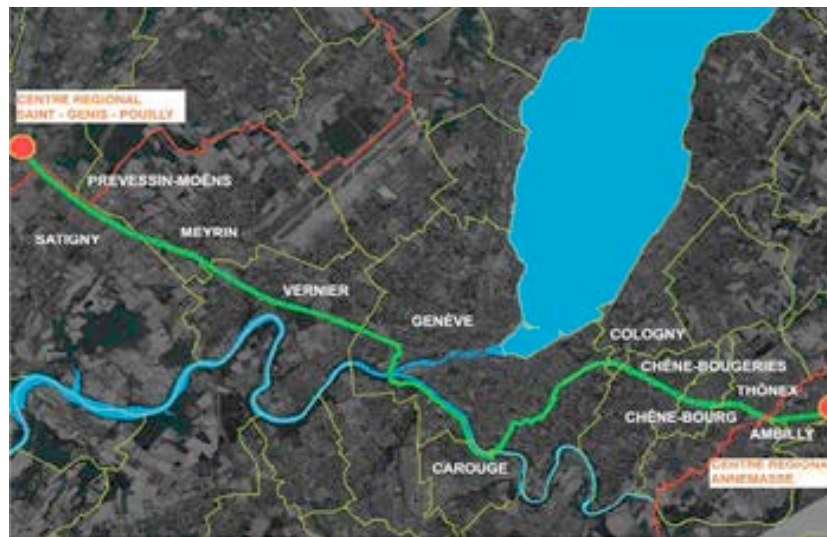 CENTRE REGIONAL
SAINT - GENIS - POUILLY
PREVESSIN-MOËNS
SATIGNY
MEYRIN
VERNIER
GENÈVE
COLOGNY
CHÊNE-BOUGERIES
THÔNEX
CHÊNE-BOURG
AMBILLY
CAROUGE
CENTRE REGIONAL
ANNEMASSE